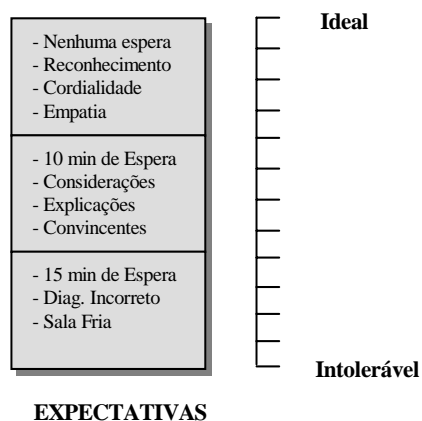 Ideal
- Nenhuma espera
- Reconhecimento
- Cordialidade
- Empatia
- 10 min de Espera
- Considerações
- Explicações
- Convincentes
- 15 min de Espera
- Diag. Incorreto
- Sala Fria
Intolerável
EXPECTATIVAS